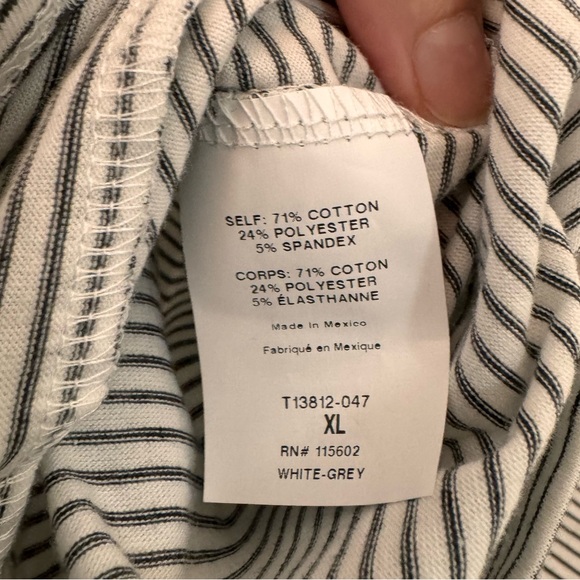 SELF: 71% COTTON
24% POLYESTER
5% SPANDEX
CORPS: 71% COTON
24% POLYESTER
5% ÉLASTHANNE
Made In Mexico
Fabriqué en Mexique
T13812-047
XL
RN# 115602
WHITE-GREY